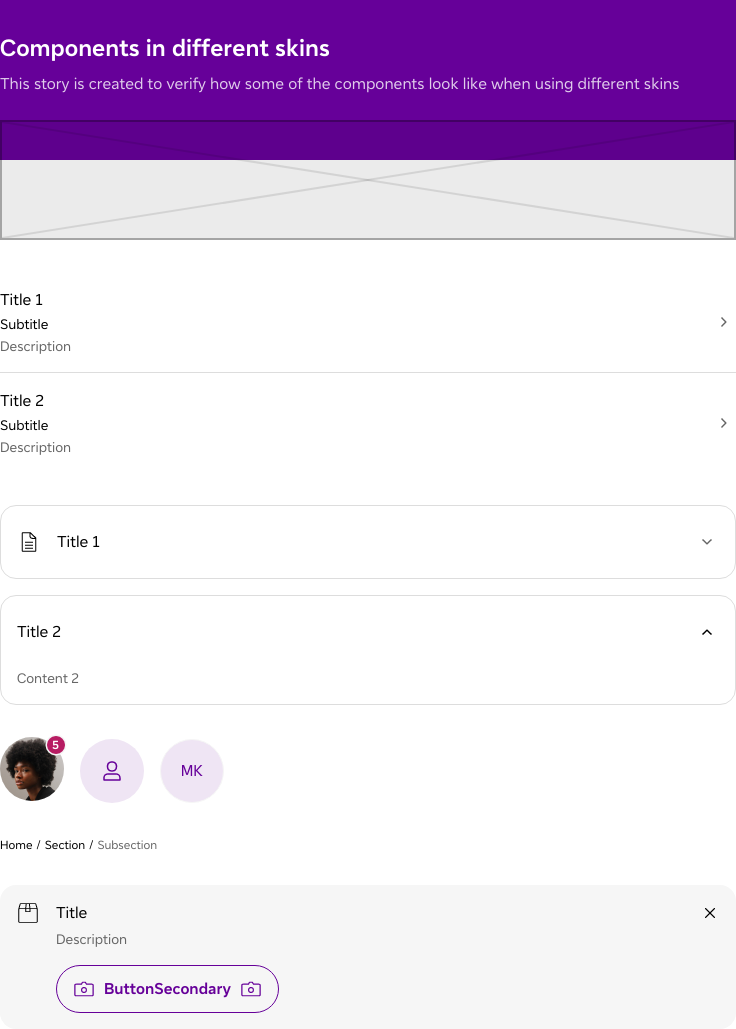 Components in different skins
This story is created to verify how some of the components look like when using different skins
Title 1
Subtitle
Description
Title 2
Subtitle
Description
Title 1
Title 2
Content 2
5
MK
Home / Section / Subsection
Title
Description
ButtonSecondary